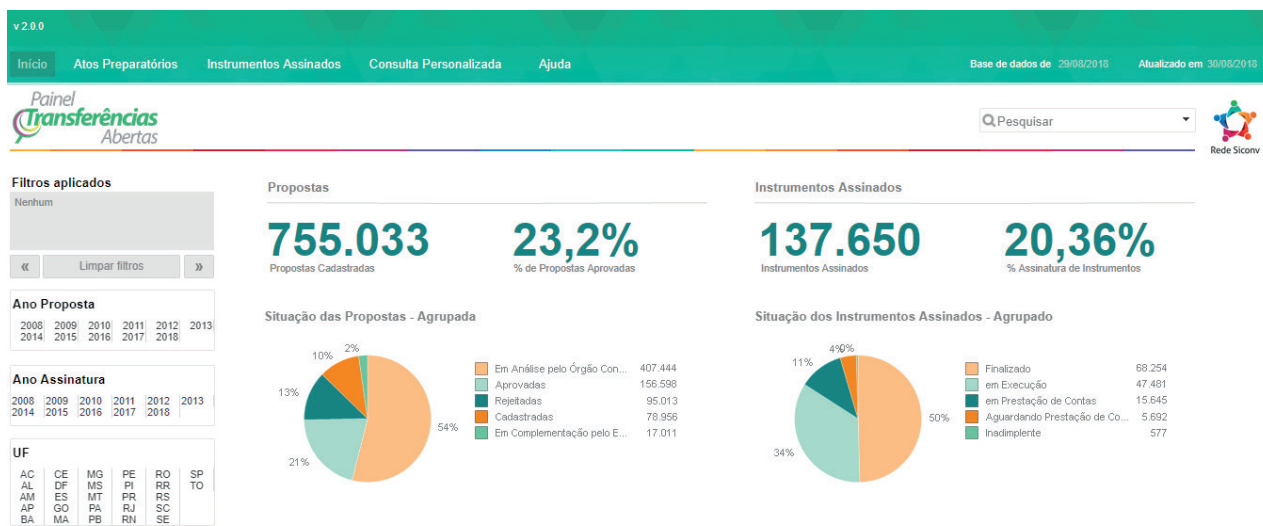 v 2.0.0
Início Atos Preparatórios Instrumentos Assinados Consulta Personalizada Ajuda Base de dados de 29/08/2018 Atualizado em 30/08/2018
Painel
Transferências
Abertas
Pesquisar
Rede Siconv
Filtros aplicados
Nenhum
« Limpar filtros »
Ano Proposta
2008 2009 2010 2011 2012 2013
2014 2015 2016 2017 2018
Ano Assinatura
2008 2009 2010 2011 2012 2013
2014 2015 2016 2017 2018
UF
AC CE MG PE RO SP
AL DF MS PI RR TO
AM ES MT PR RS
AP GO PA RJ SC
BA MA PB RN SE
Propostas
755.033 23,2%
Propostas Cadastradas % de Propostas Aprovadas
Situação das Propostas - Agrupada
2%
10%
13%
54%
21%
Em Análise pelo Órgão Con... 407.444
Aprovadas 156.598
Rejeitadas 95.013
Cadastradas 78.956
Em Complementação pelo E... 17.011
Instrumentos Assinados
137.650 20,36%
Instrumentos Assinados % Assinatura de Instrumentos
Situação dos Instrumentos Assinados - Agrupado
4% 0%
11%
50%
34%
Finalizado 68.254
em Execução 47.481
em Prestação de Contas 15.645
Aguardando Prestação de Co... 5.692
Inadimplente 577